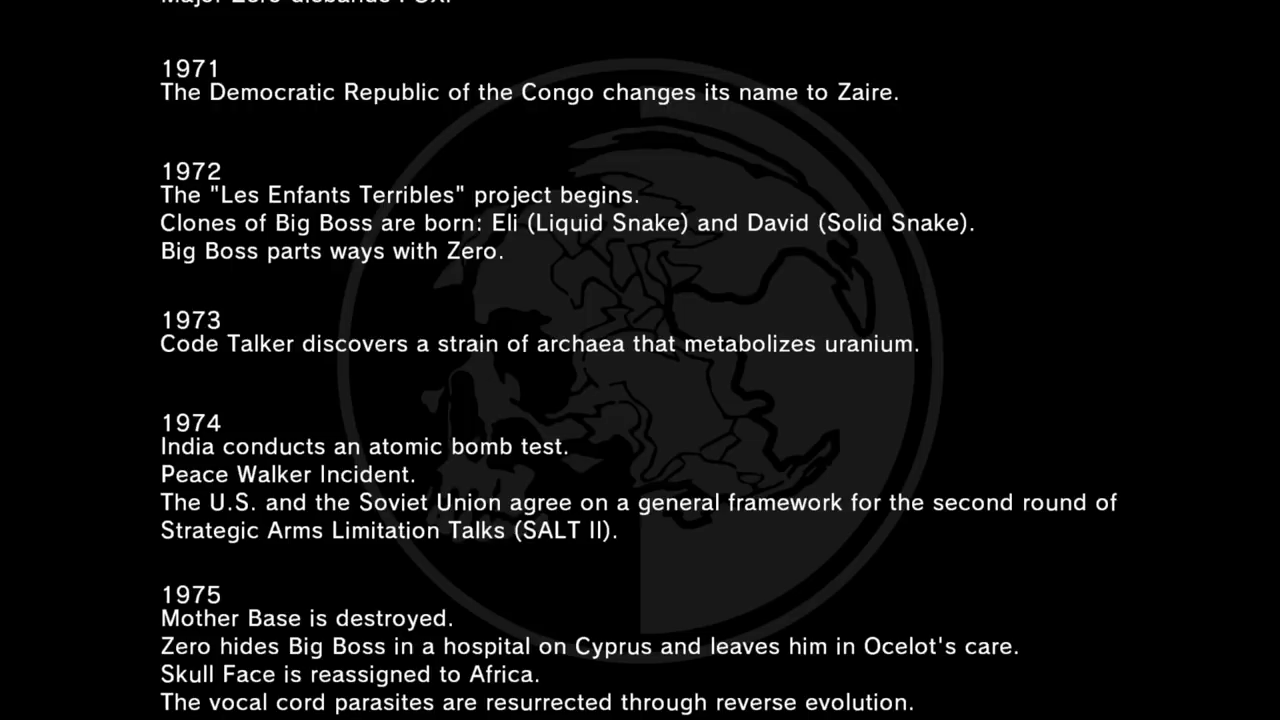 Major Zero disbands FOX.
1971
The Democratic Republic of the Congo changes its name to Zaire.
1972
The "Les Enfants Terribles" project begins.
Clones of Big Boss are born: Eli (Liquid Snake) and David (Solid Snake).
Big Boss parts ways with Zero.
1973
Code Talker discovers a strain of archaea that metabolizes uranium.
1974
India conducts an atomic bomb test.
Peace Walker Incident.
The U.S. and the Soviet Union agree on a general framework for the second round of
Strategic Arms Limitation Talks (SALT II).
1975
Mother Base is destroyed.
Zero hides Big Boss in a hospital on Cyprus and leaves him in Ocelot's care.
Skull Face is reassigned to Africa.
The vocal cord parasites are resurrected through reverse evolution.